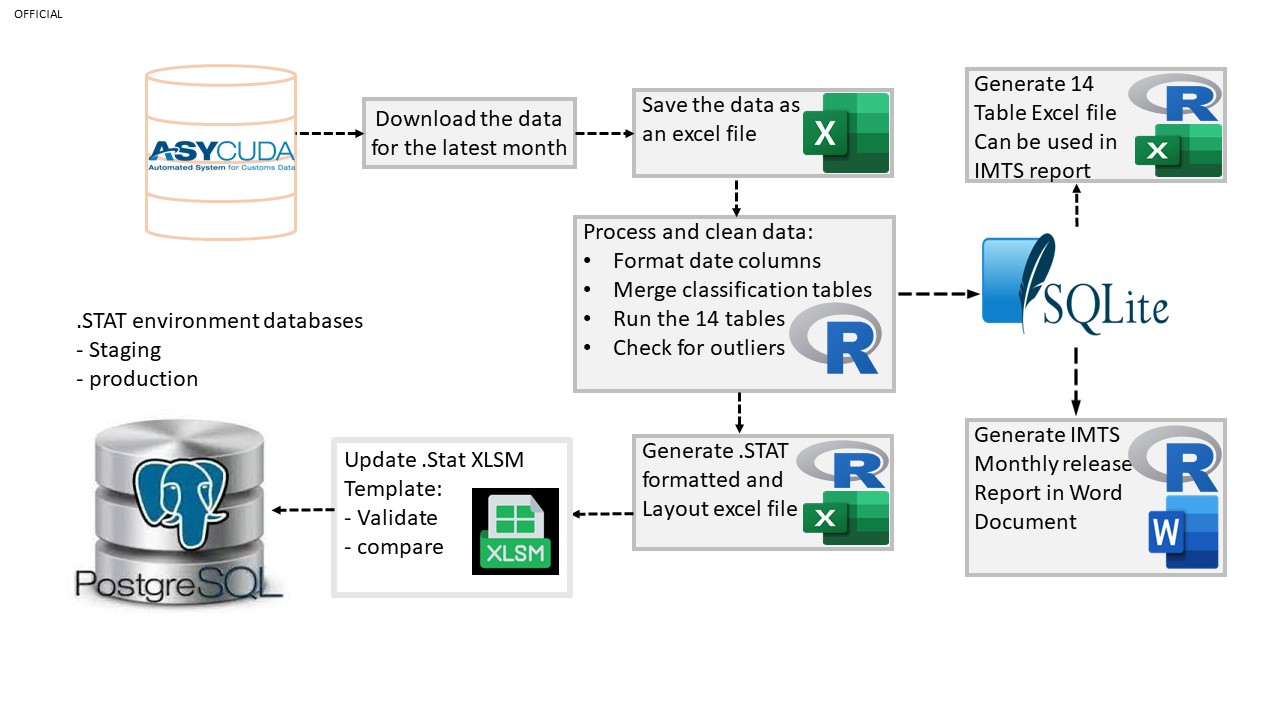 OFFICIAL
ASYCUDA
Automated System for Customs Data
Download the data
for the latest month
Save the data as
an excel file
X
Generate 14
Table Excel file
Can be used in
IMTS report
R
X
Process and clean data:
• Format date columns
• Merge classification tables
• Run the 14 tables
• Check for outliers
R
SQLite
.STAT environment databases
- Staging
- production
PostgreSQL
Update .Stat XLSM
Template:
- Validate
- compare
XLSM
Generate .STAT
formatted and
Layout excel file
R
X
Generate IMTS
Monthly release
Report in Word
Document
R
W